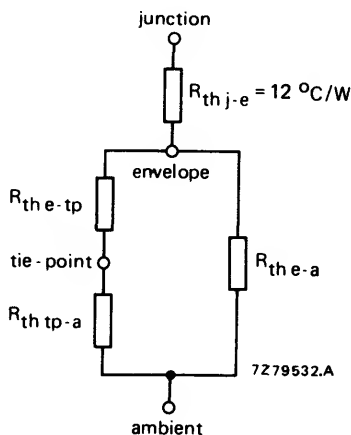 junction
R th j-e = 12 °C/W
envelope
R th e-tp
tie-point
R th e-a
R th tp-a
7Z79532.A
ambient